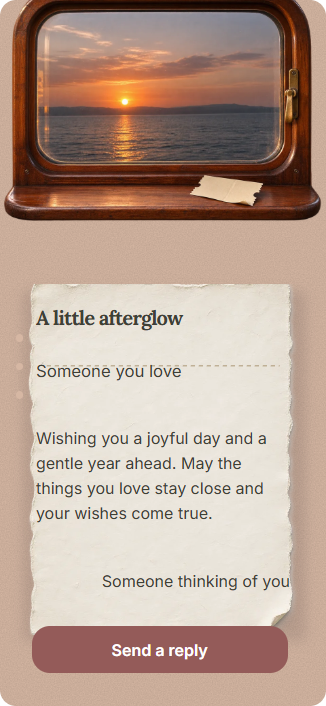 A little afterglow
Someone you love
Wishing you a joyful day and a
gentle year ahead. May the
things you love stay close and
your wishes come true.
Someone thinking of you
Send a reply